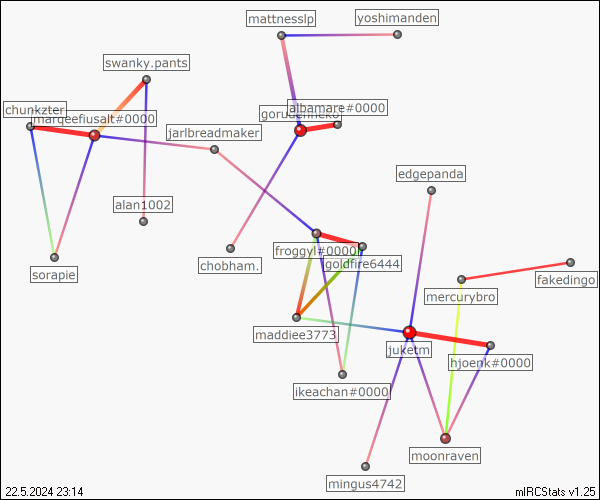 mattnesslp
yoshimanden
swanky.pants
chunkzter
marqeefiusalt#0000
albamare#0000
jarlbreadmaker
edgepanda
alan1002
froggyl#0000
goldfire6444
chobham.
sorapie
fakedingo
mercurybro
maddiee3773
juketm
hjoenk#0000
ikeachan#0000
moonraven
mingus4742
22.5.2024 23:14
mIRCStats v1.25